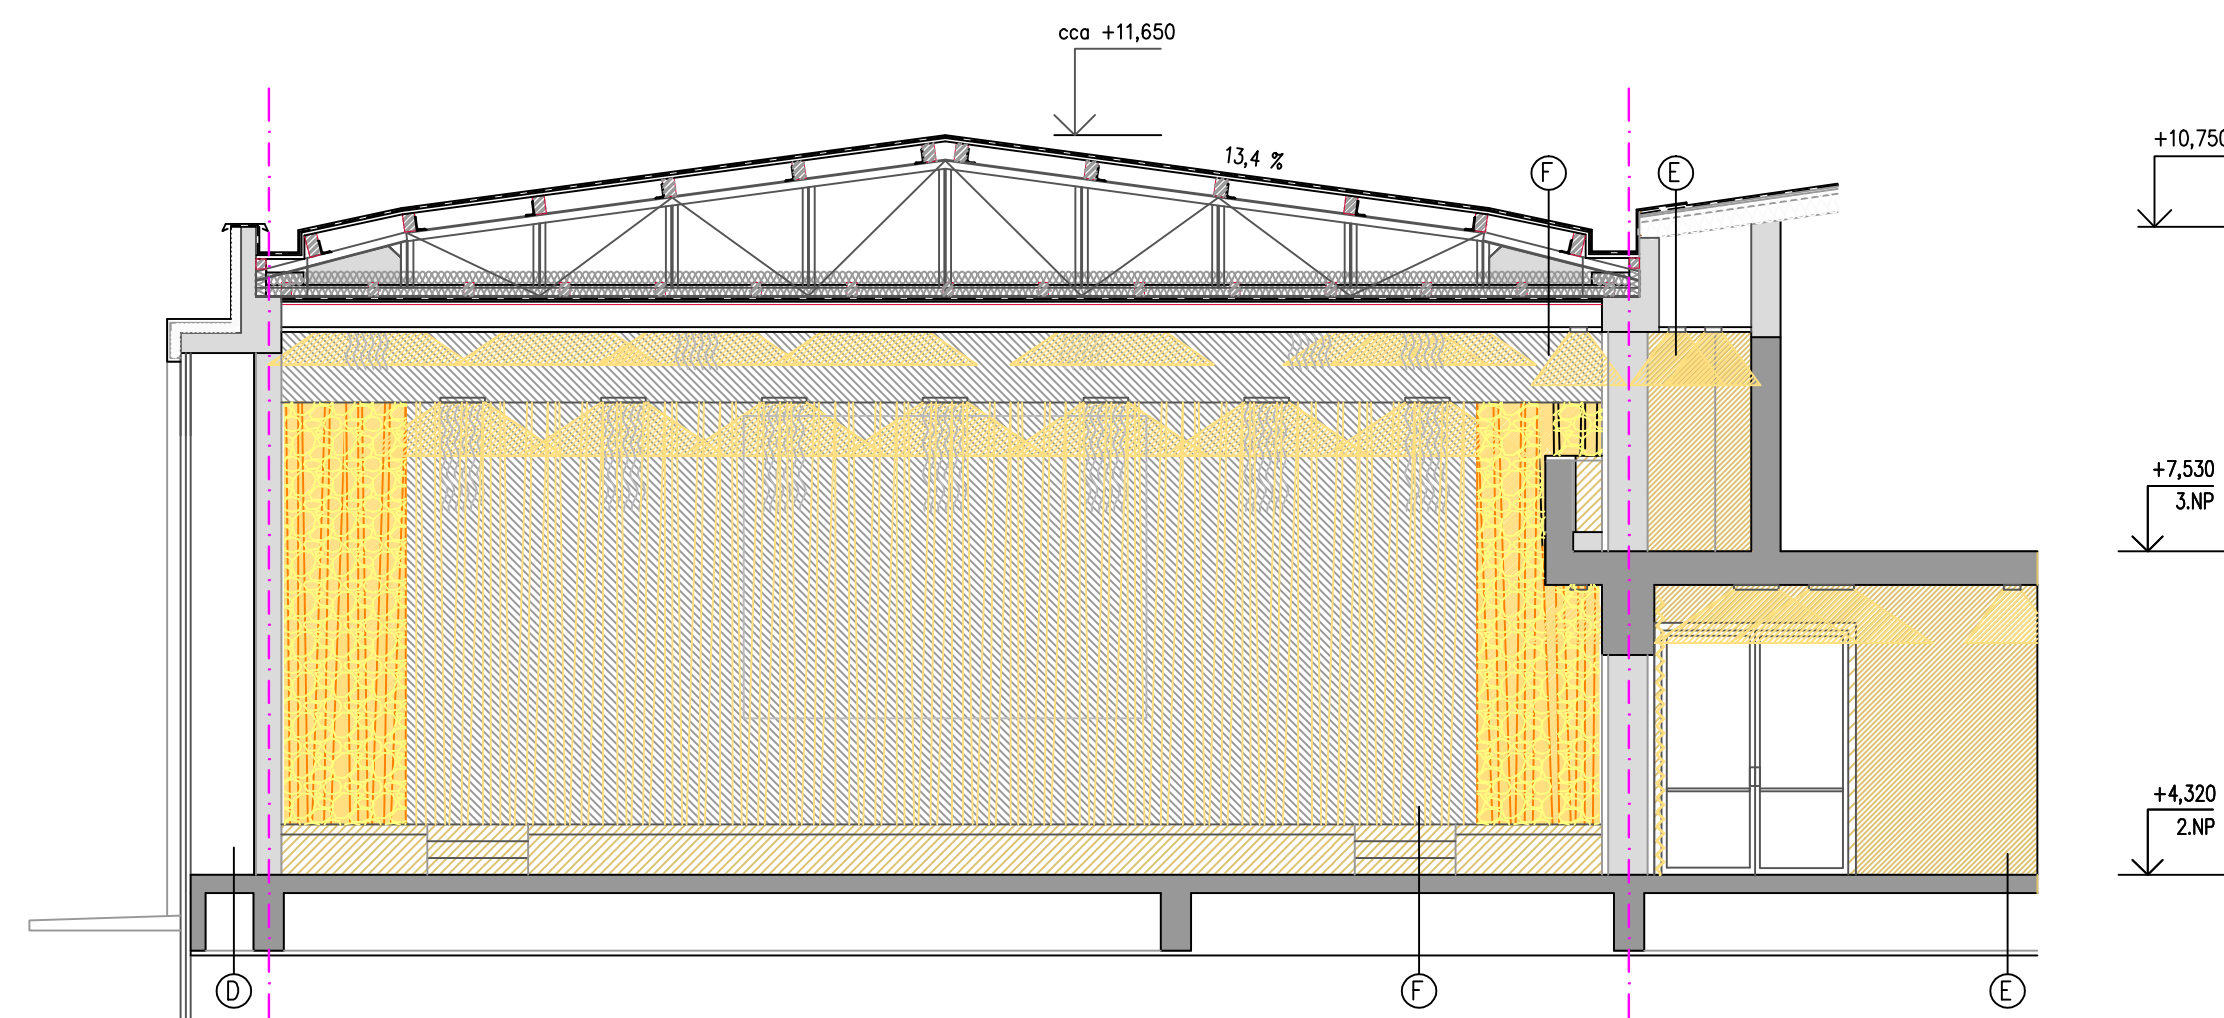 cca +11,650
13,4 %
F
E
+10,750
+7,530
3.NP
+4,320
2.NP
D
F
E